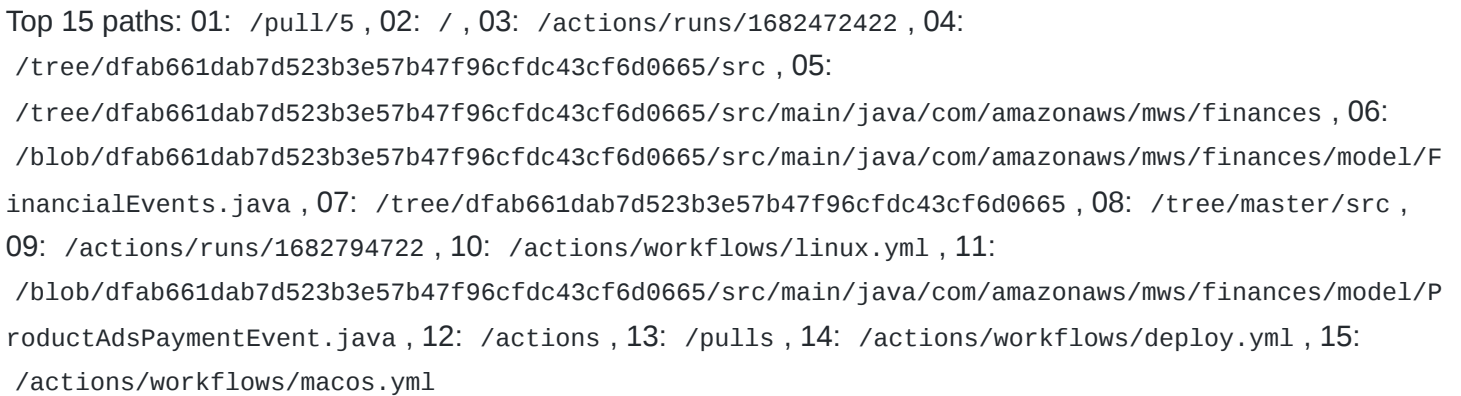 Top 15 paths: 01: /pull/5 , 02: / , 03: /actions/runs/1682472422 , 04:
/tree/dfab661dab7d523b3e57b47f96cfdc43cf6d0665/src , 05:
/tree/dfab661dab7d523b3e57b47f96cfdc43cf6d0665/src/main/java/com/amazonaws/mws/finances , 06:
/blob/dfab661dab7d523b3e57b47f96cfdc43cf6d0665/src/main/java/com/amazonaws/mws/finances/model/F
inancialEvents.java , 07: /tree/dfab661dab7d523b3e57b47f96cfdc43cf6d0665 , 08: /tree/master/src ,
09: /actions/runs/1682794722 , 10: /actions/workflows/linux.yml , 11:
/blob/dfab661dab7d523b3e57b47f96cfdc43cf6d0665/src/main/java/com/amazonaws/mws/finances/model/P
roductAdsPaymentEvent.java , 12: /actions , 13: /pulls , 14: /actions/workflows/deploy.yml , 15:
/actions/workflows/macos.yml